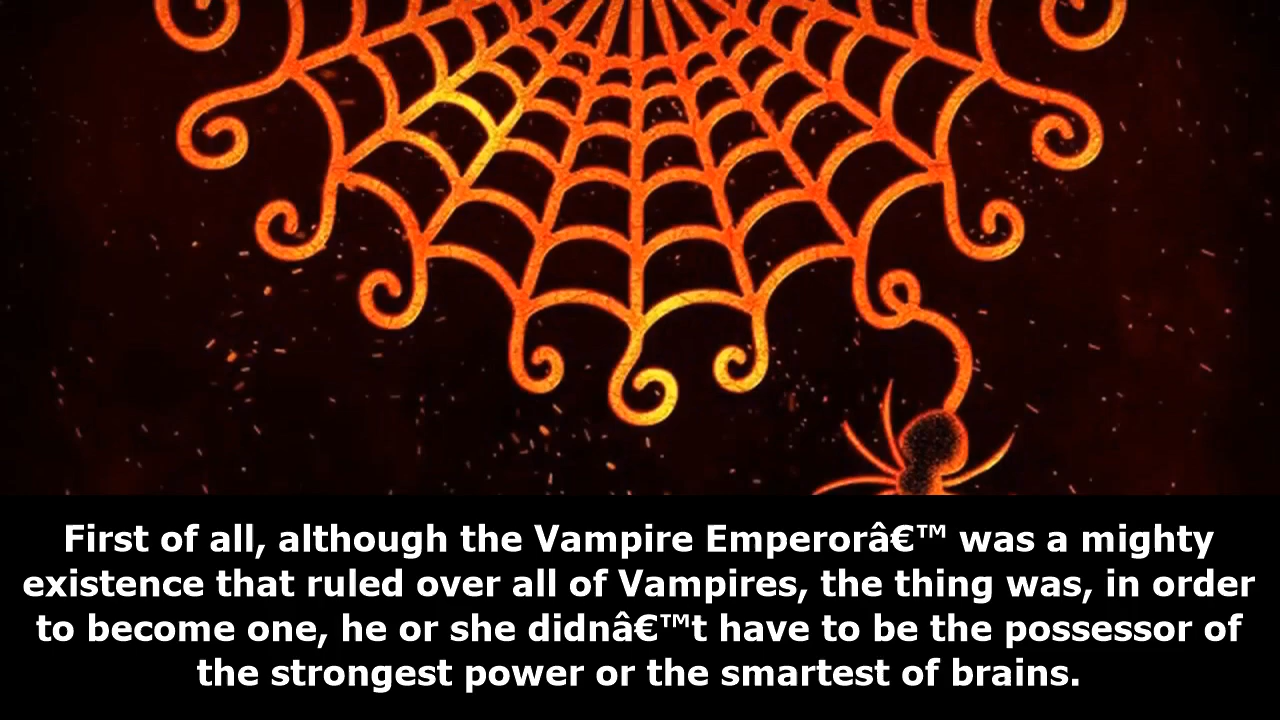 First of all, although the Vampire Emperorâ€™ was a mighty
existence that ruled over all of Vampires, the thing was, in order
to become one, he or she didnâ€™t have to be the possessor of
the strongest power or the smartest of brains.